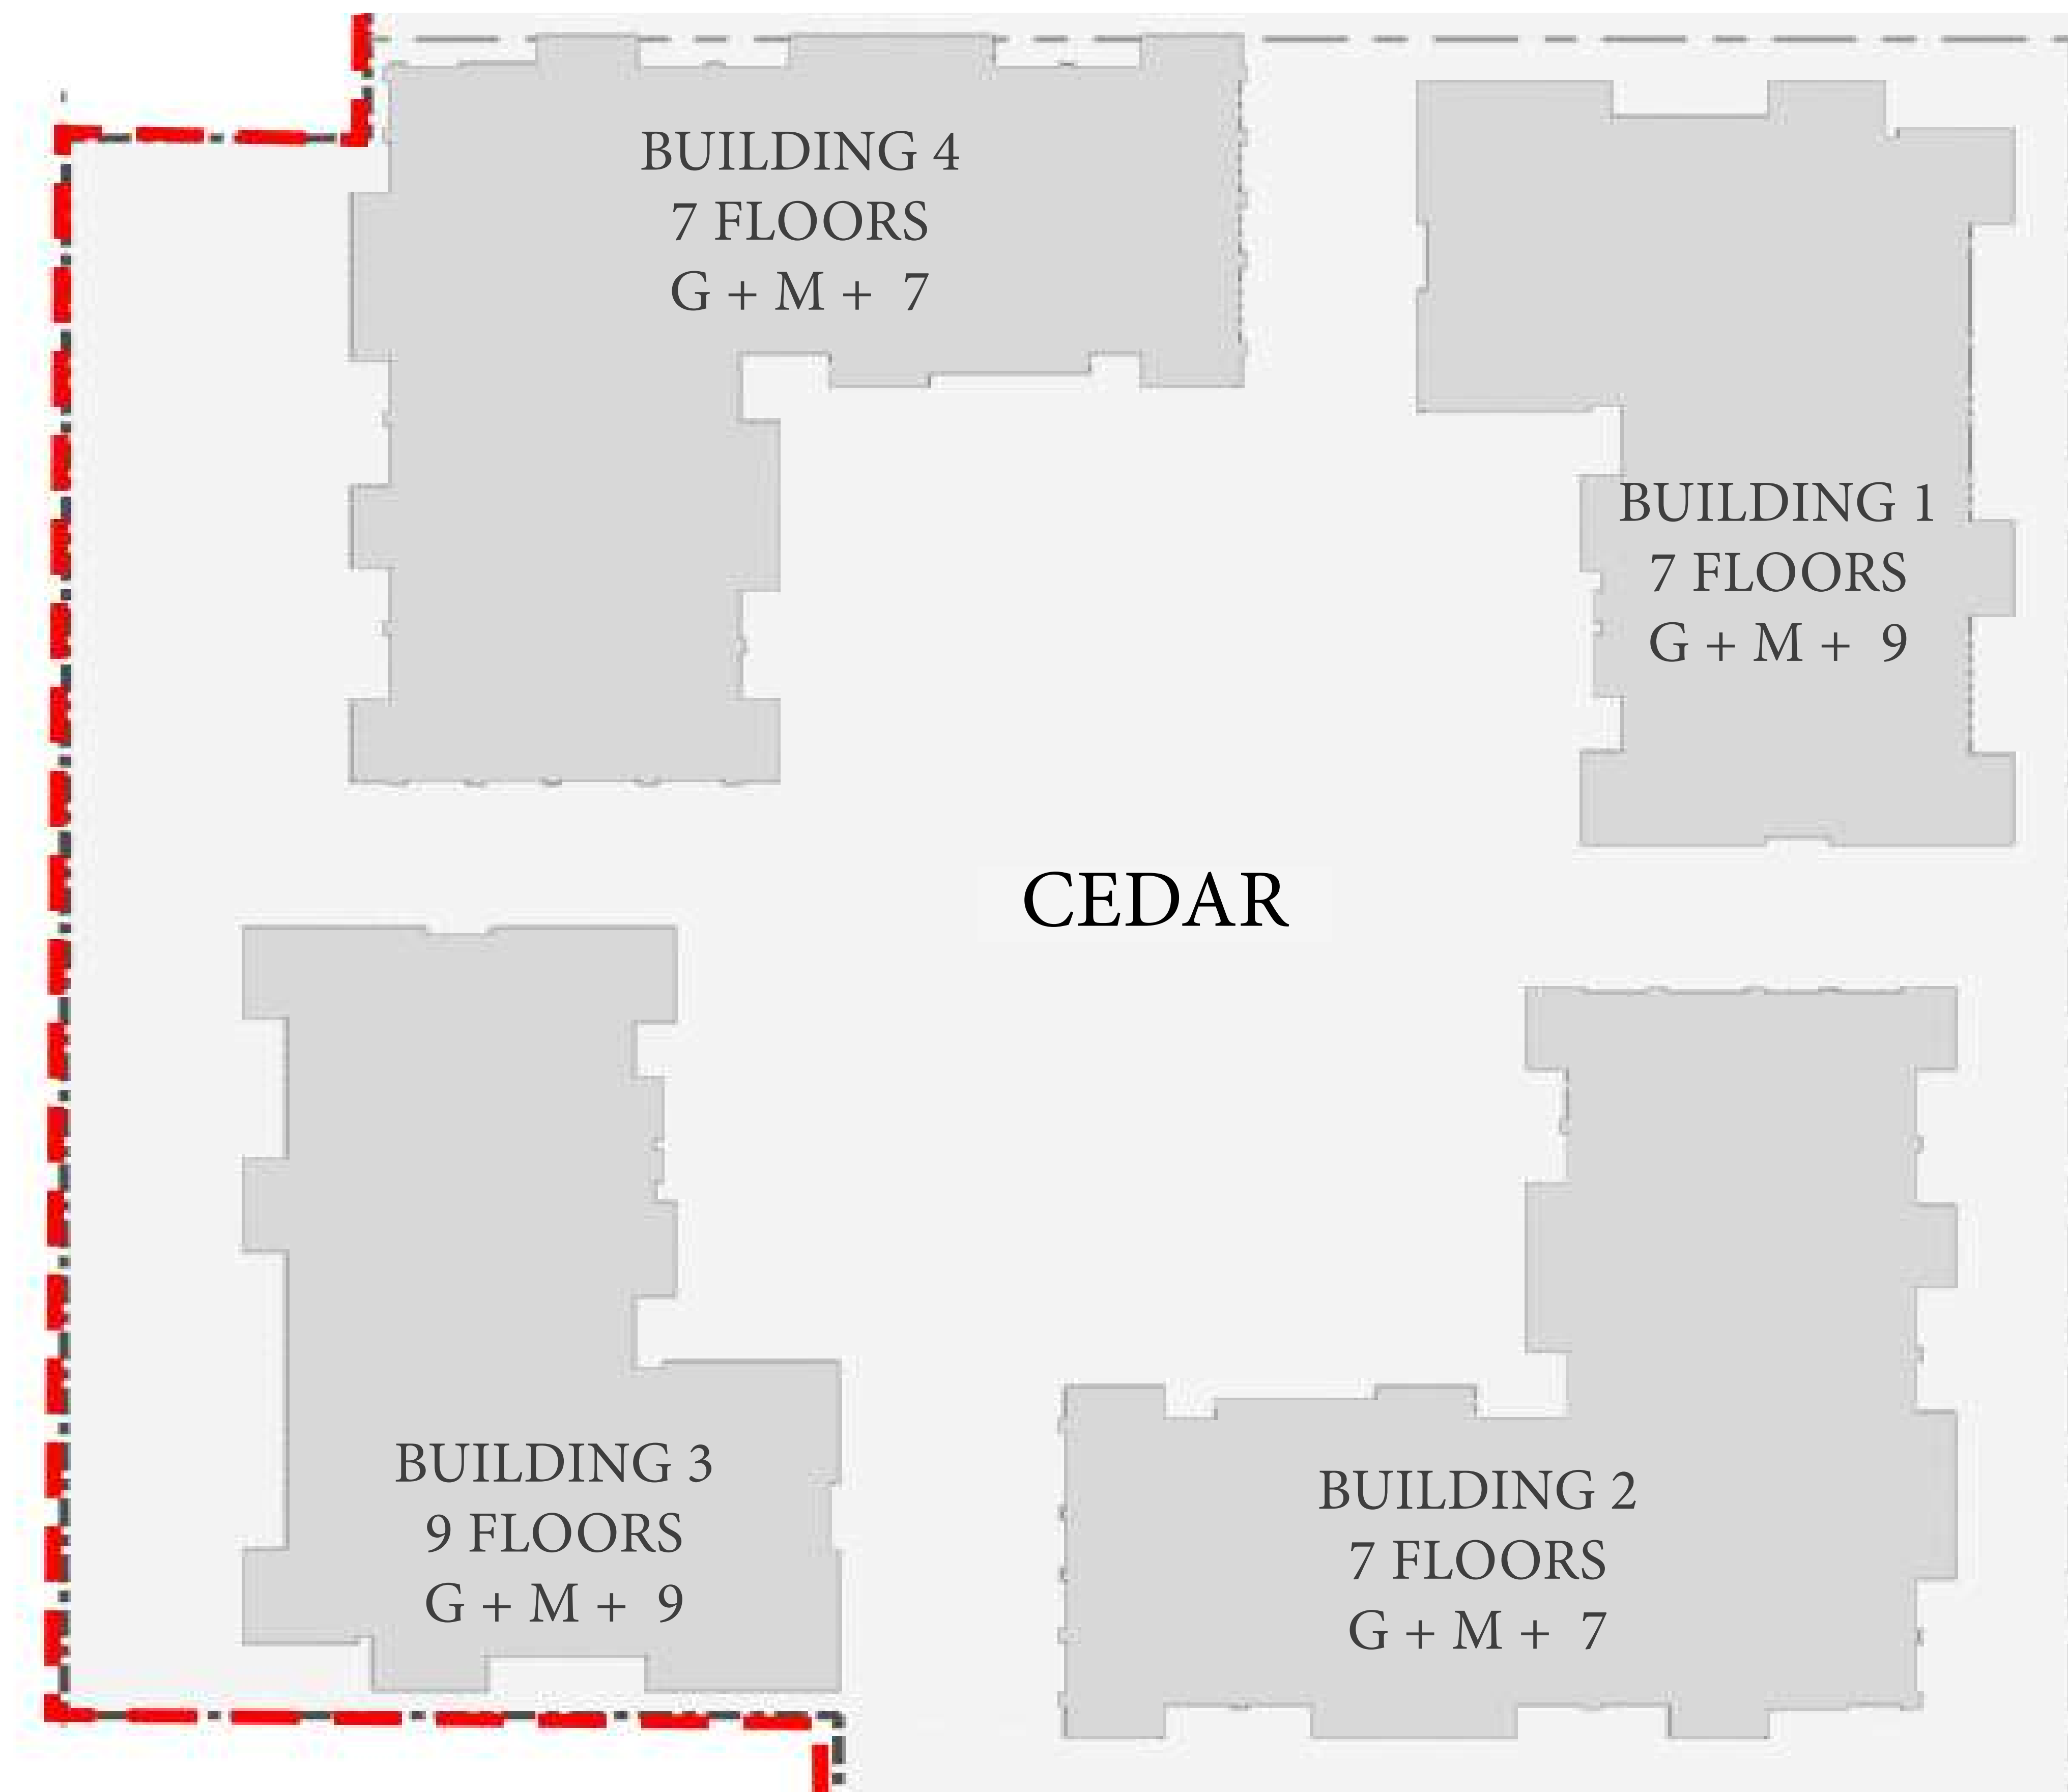 BUILDING 4
7 FLOORS
G + M + 7
BUILDING 1
7 FLOORS
G + M + 9
CEDAR
BUILDING 3
9 FLOORS
G + M + 9
BUILDING 2
7 FLOORS
G + M + 7